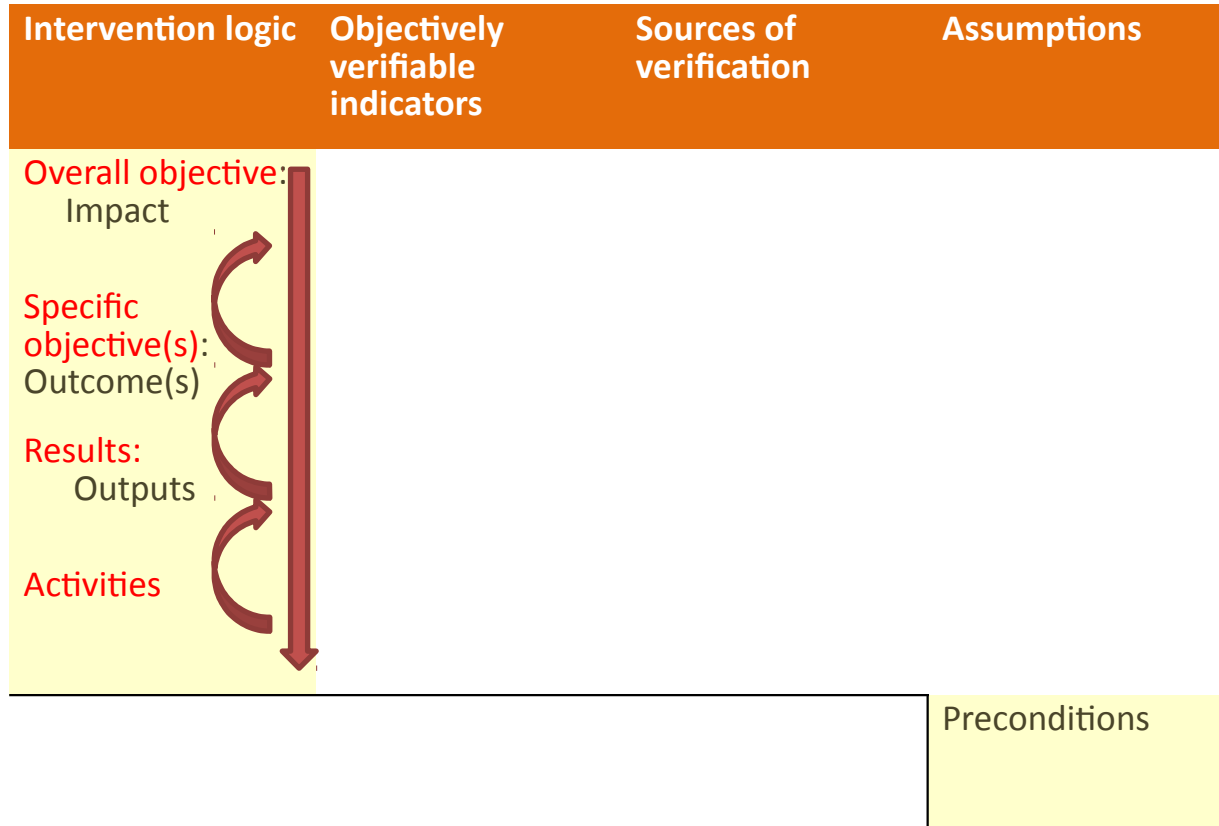 Intervention logic
Objectively
verifiable
indicators
Sources of
verification
Assumptions
Overall objective:
Impact
Specific
objective(s):
Outcome(s)
Results:
Outputs
Activities
Preconditions